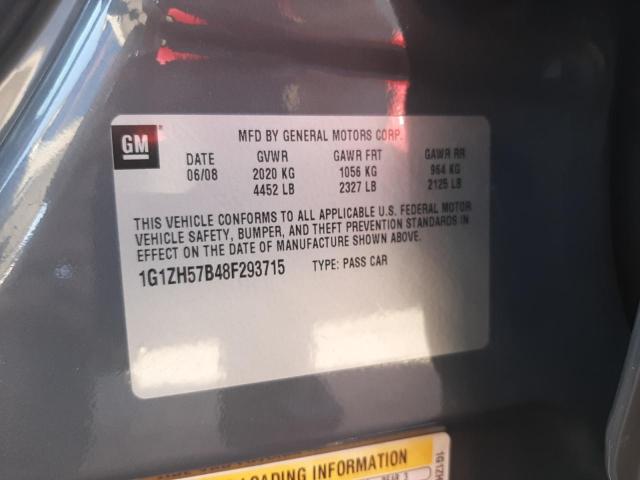 GM
MFD BY GENERAL MOTORS CORP.
DATE GVWR GAWR FRT GAWR RR
06/08 2020 KG 1056 KG 964 KG
4452 LB 2327 LB 2125 LB
THIS VEHICLE CONFORMS TO ALL APPLICABLE U.S. FEDERAL MOTOR
VEHICLE SAFETY, BUMPER, AND THEFT PREVENTION STANDARDS IN
EFFECT ON THE DATE OF MANUFACTURE SHOWN ABOVE.
1G1ZH57B48F293715 TYPE: PASS CAR
LOADING INFORMATION
1G1ZH